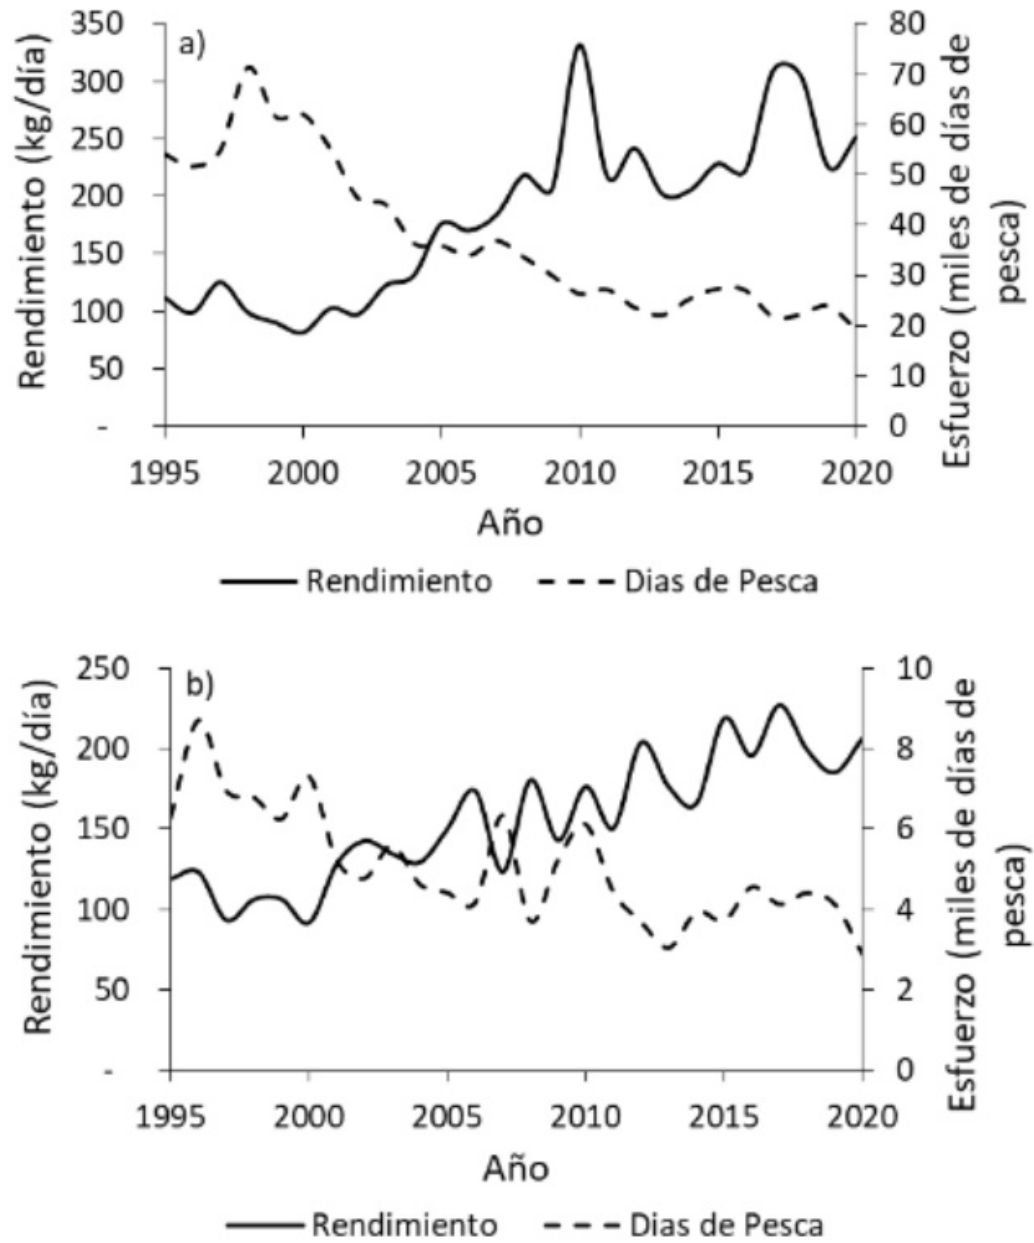 a)
Rendimiento (kg/día)
350
300
250
200
150
100
50
-
80
70
60
50
40
30
20
10
0
Esfuerzo (miles de días de
pesca)
1995 2000 2005 2010 2015 2020
Año
Rendimiento Dias de Pesca
b)
Rendimiento (kg/día)
250
200
150
100
50
-
10
8
6
4
2
0
Esfuerzo (miles de días de
pesca)
1995 2000 2005 2010 2015 2020
Año
Rendimiento Dias de Pesca